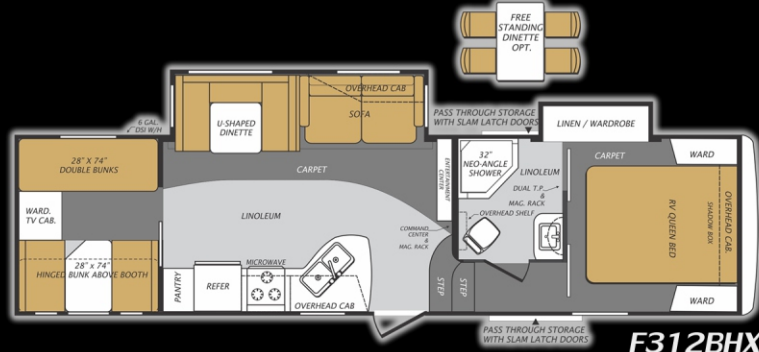 FREE
STANDING
DINETTE
OPT.
6 GAL.
DSI W/H
U-SHAPED
DINETTE
OVERHEAD CAB
SOFA
PASS THROUGH STORAGE
WITH SLAM LATCH DOORS
LINEN / WARDROBE
28" X 74"
DOUBLE BUNKS
CARPET
ENTERTAINMENT
CENTER
32"
NEO-ANGLE
SHOWER
LINOLEUM
DUAL T.P.
&
MAG. RACK
OVERHEAD SHELF
CARPET
WARD
WARD.
TV CAB.
LINOLEUM
COMMAND
CENTER
&
MAG. RACK
RV QUEEN BED
OVERHEAD CAB.
SHADOW BOX
28" x 74"
HINGED BUNK ABOVE BOOTH
PANTRY
REFER
MICROWAVE
OVERHEAD CAB
STEP
STEP
WARD
PASS THROUGH STORAGE
WITH SLAM LATCH DOORS
F312BHX